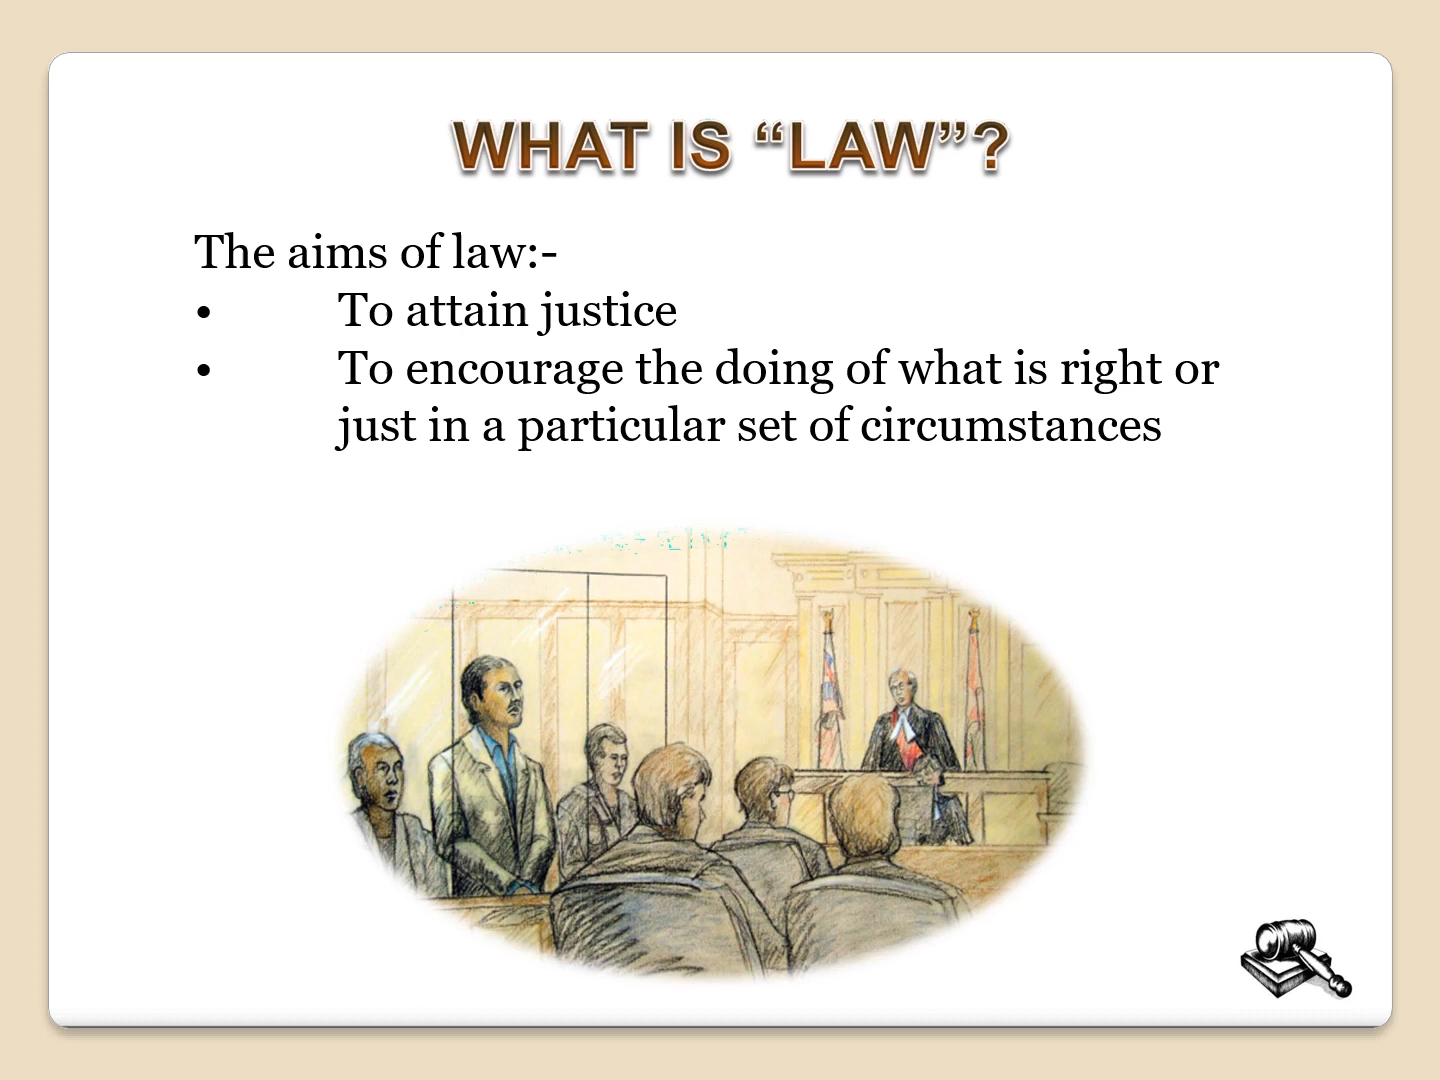 WHAT IS “LAW”?
The aims of law:-
• To attain justice
• To encourage the doing of what is right or
just in a particular set of circumstances